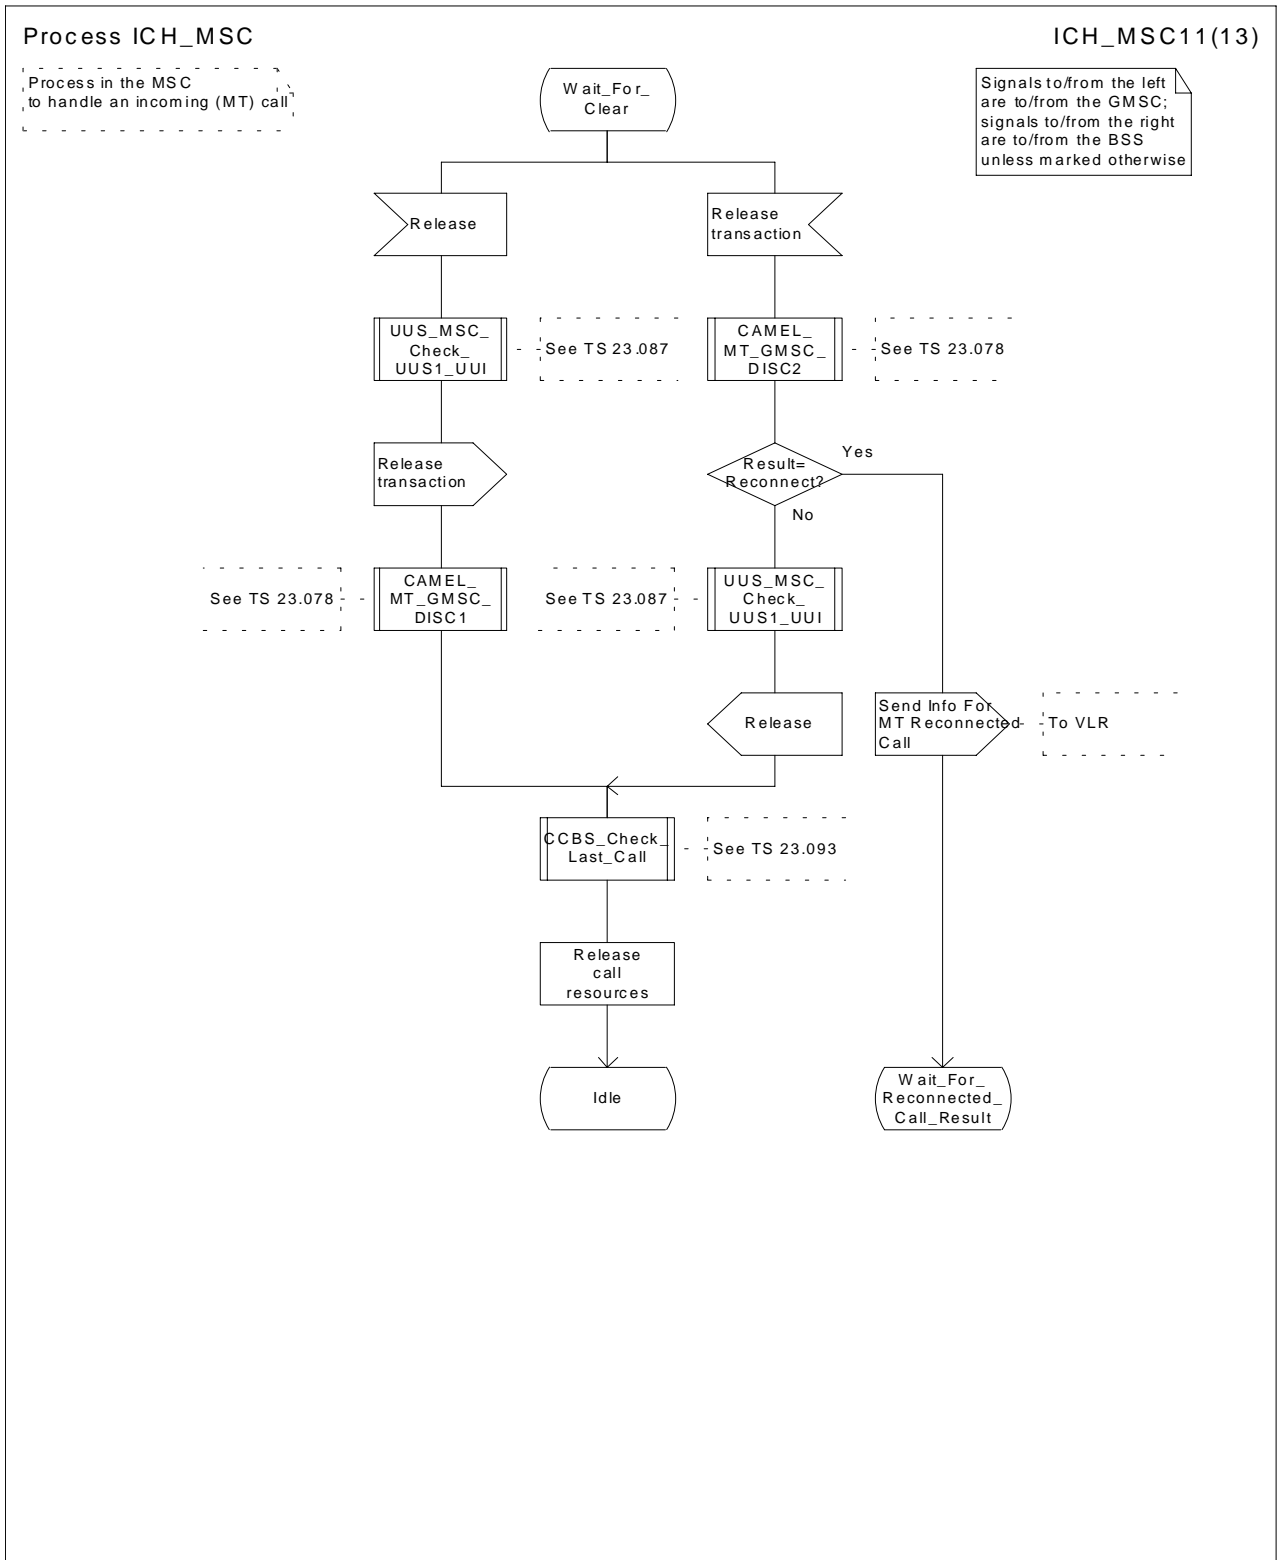 Process ICH_MSC
ICH_MSC11(13)
Process in the MSC
to handle an incoming (MT) call
Wait_For_
Clear
Signals to/from the left
are to/from the GMSC;
signals to/from the right
are to/from the BSS
unless marked otherwise
Release
Release
transaction
UUS_MSC_
Check_
UUS1_UUI
See TS 23.087
CAMEL_
MT_GMSC_
DISC2
See TS 23.078
Release
transaction
Result=
Reconnect?
Yes
No
See TS 23.078
CAMEL_
MT_GMSC_
DISC1
See TS 23.087
UUS_MSC_
Check_
UUS1_UUI
Release
Send Info For
MT Reconnected
Call
To VLR
CCBS_Check_
Last_Call
See TS 23.093
Release
call
resources
Idle
Wait_For_
Reconnected_
Call_Result